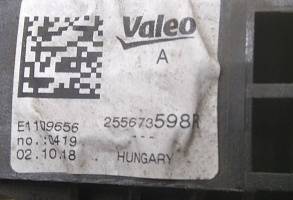 Valeo
A
E1109656
255673598R
no.:0419
---
02.10.18
HUNGARY